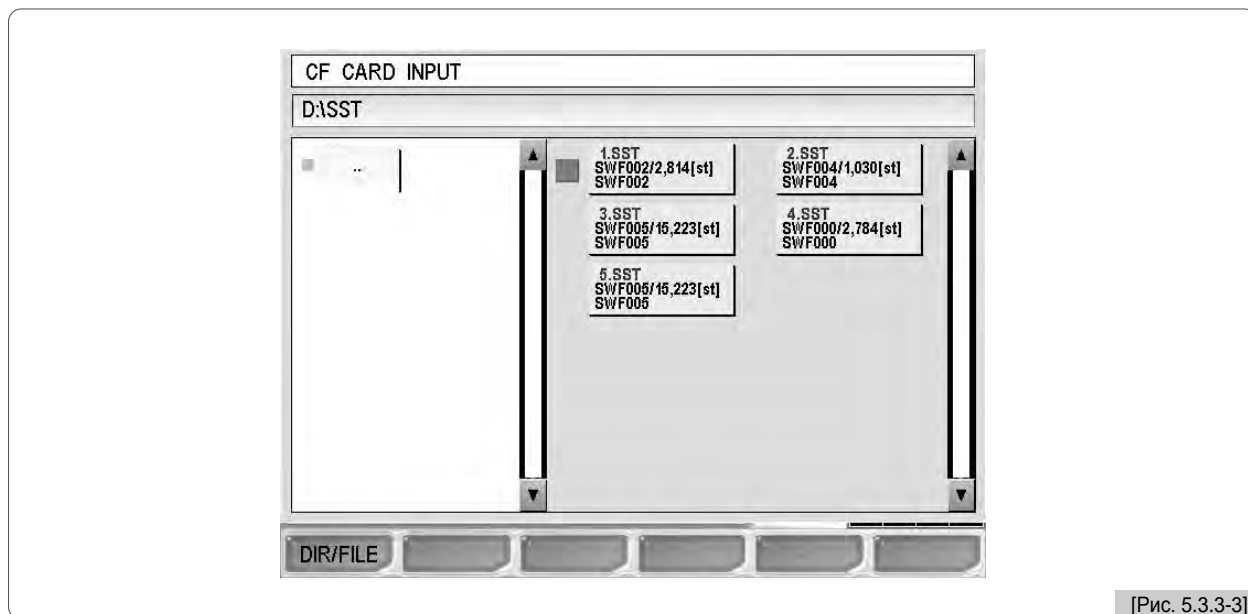 CF CARD INPUT
D:\SST
..
1.SST
SWF002/2,814[st]
SWF002
2.SST
SWF004/1,030[st]
SWF004
3.SST
SWF005/15,223[st]
SWF005
4.SST
SWF000/2,784[st]
SWF000
5.SST
SWF005/15,223[st]
SWF005
DIR/FILE
[Рис. 5.3.3-3]